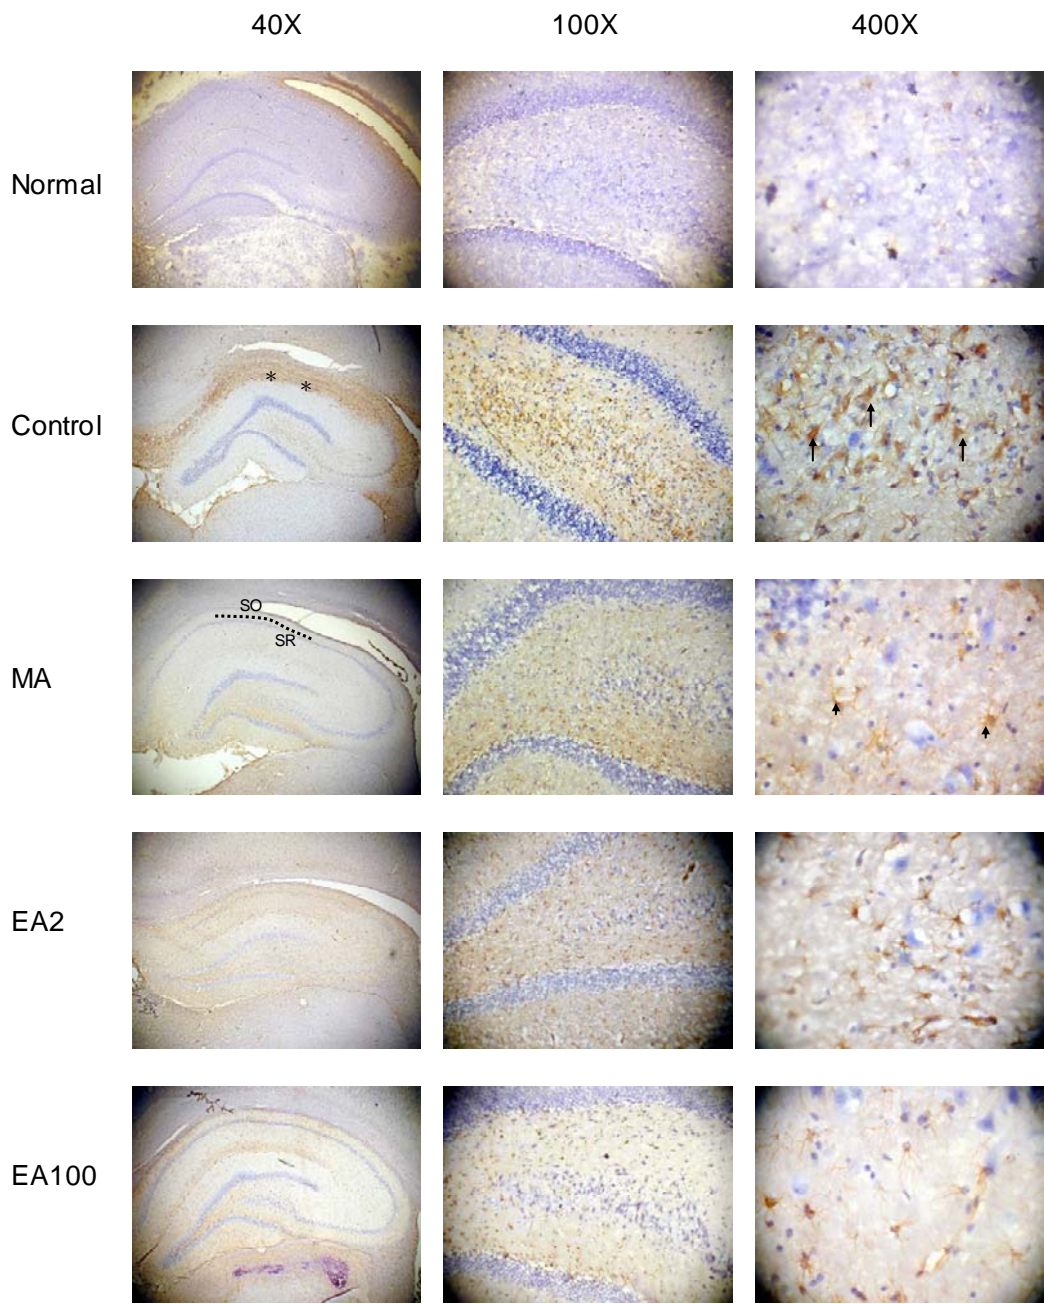 40X 100X 400X
Normal
Control
* *
MA
SO
SR
EA2
EA100